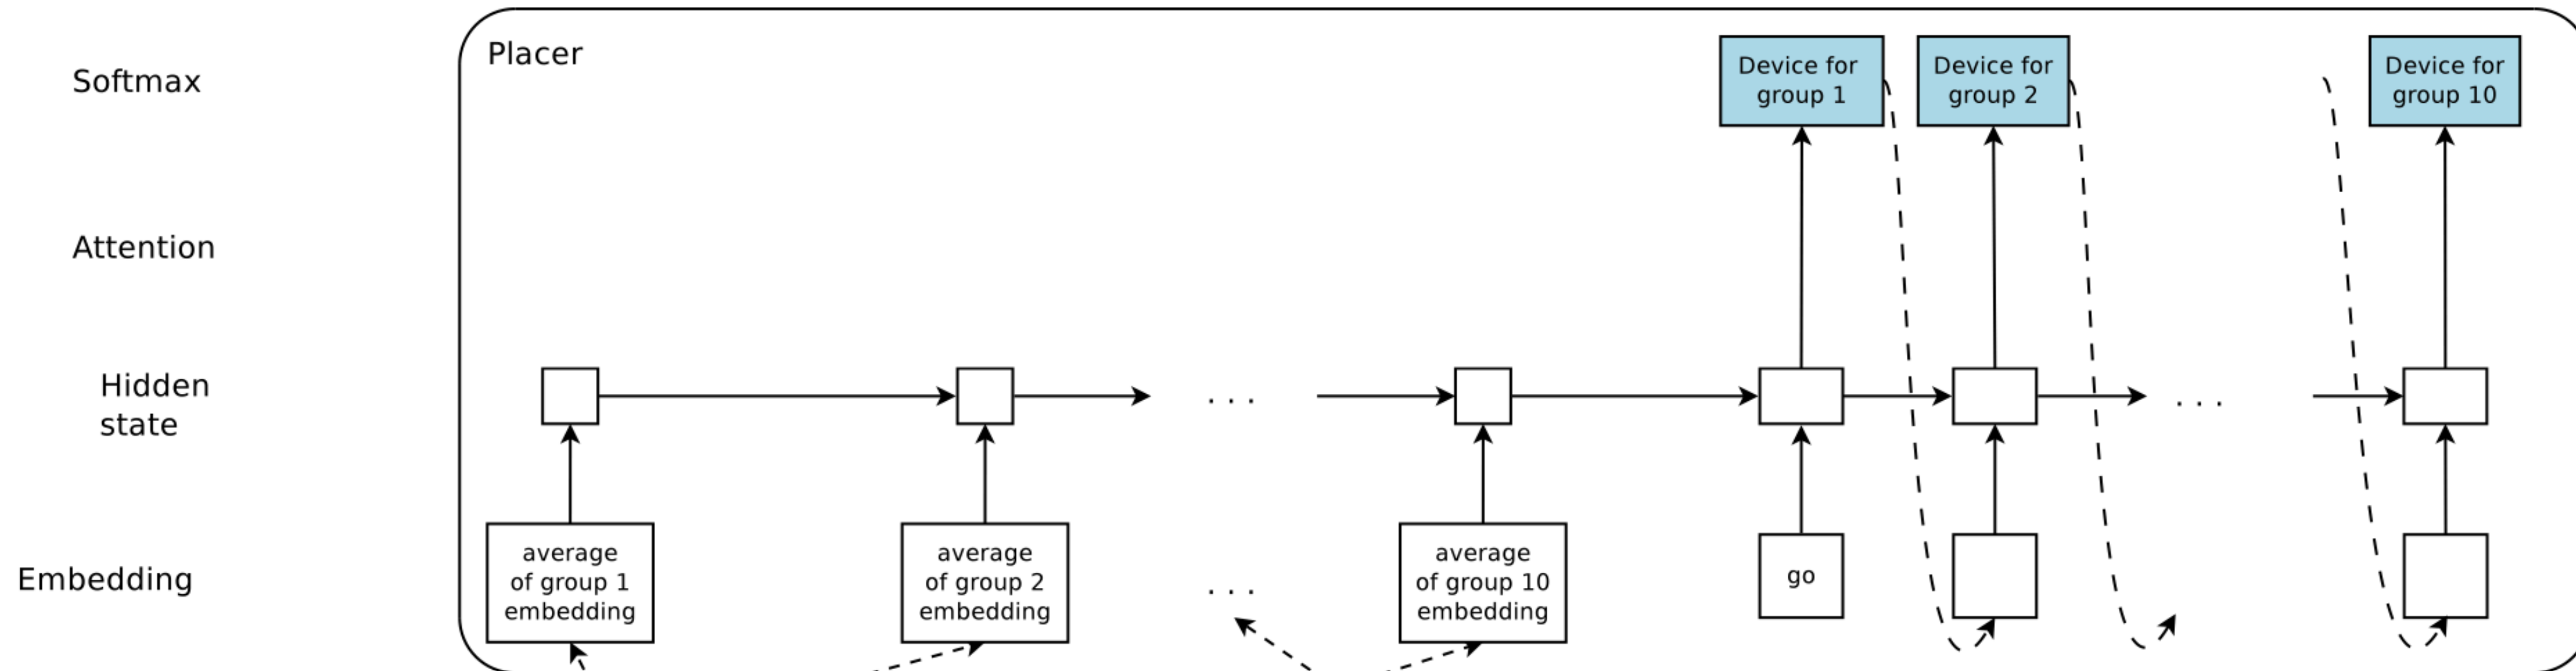 Placer
Softmax
Device for
group 1
Device for
group 2
Device for
group 10
Attention
Hidden
state
. . .
. . .
Embedding
average
of group 1
embedding
average
of group 2
embedding
. . .
average
of group 10
embedding
go